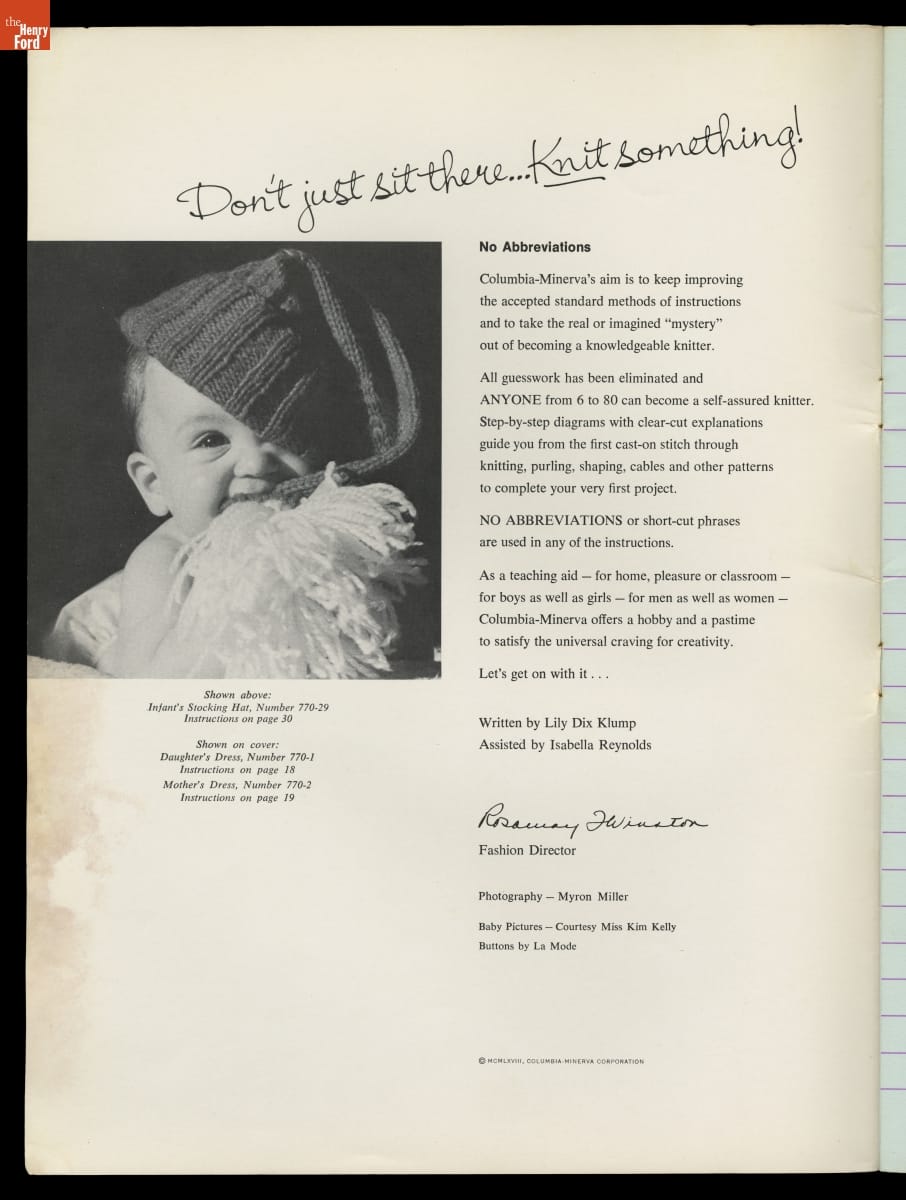 the
Henry
Ford
Don't just sit there...Knit something!
No Abbreviations
Columbia-Minerva's aim is to keep improving
the accepted standard methods of instructions
and to take the real or imagined “mystery”
out of becoming a knowledgeable knitter.
All guesswork has been eliminated and
ANYONE from 6 to 80 can become a self-assured knitter.
Step-by-step diagrams with clear-cut explanations
guide you from the first cast-on stitch through
knitting, purling, shaping, cables and other patterns
to complete your very first project.
NO ABBREVIATIONS or short-cut phrases
are used in any of the instructions.
As a teaching aid — for home, pleasure or classroom —
for boys as well as girls — for men as well as women —
Columbia-Minerva offers a hobby and a pastime
to satisfy the universal craving for creativity.
Let's get on with it . . .
Written by Lily Dix Klump
Assisted by Isabella Reynolds
Winston
Fashion Director
Photography — Myron Miller
Baby Pictures — Courtesy Miss Kim Kelly
Buttons by La Mode
© MCMLXVIII, COLUMBIA-MINERVA CORPORATION
Shown above:
Infant's Stocking Hat, Number 770-29
Instructions on page 30
Shown on cover:
Daughter's Dress, Number 770-1
Instructions on page 18
Mother's Dress, Number 770-2
Instructions on page 19